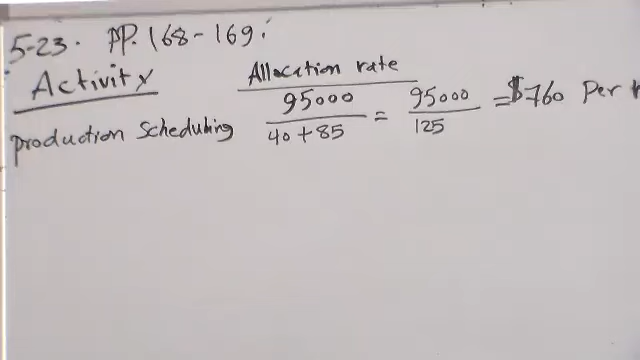 5-23. pp. 168-169:
Activity Allocation rate
Production Scheduling 95000 / 40+85 = 95000 / 125 = $760 Per